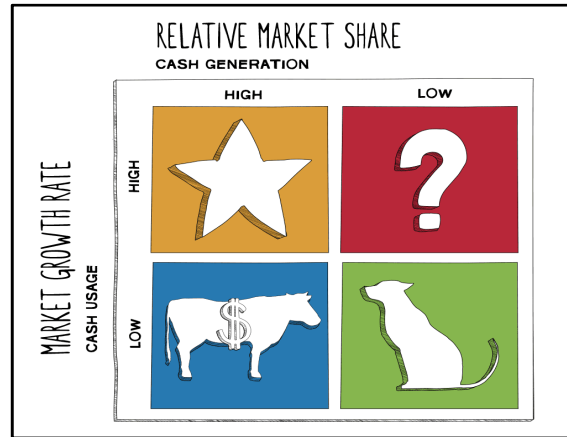 RELATIVE MARKET SHARE
CASH GENERATION
HIGH
LOW
MARKET GROWTH RATE
CASH USAGE
HIGH
?
LOW
$